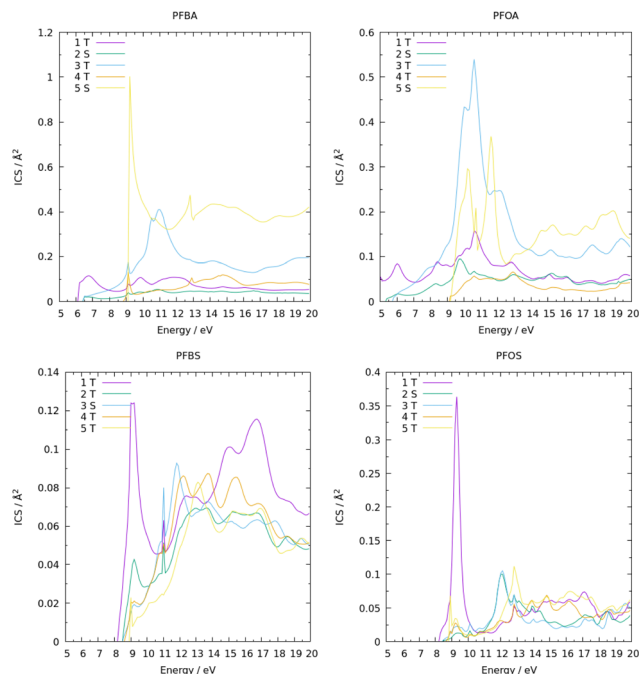 PFBA
1.2
1
0.8
0.6
0.4
0.2
0
ICS / Å²
1 T
2 S
3 T
4 T
5 S
5 6 7 8 9 10 11 12 13 14 15 16 17 18 19 20
Energy / eV
PFOA
0.6
0.5
0.4
0.3
0.2
0.1
0
ICS / Å²
1 T
2 S
3 T
4 T
5 S
5 6 7 8 9 10 11 12 13 14 15 16 17 18 19 20
Energy / eV
PFBS
0.14
0.12
0.1
0.08
0.06
0.04
0.02
0
ICS / Å²
1 T
2 T
3 S
4 T
5 T
5 6 7 8 9 10 11 12 13 14 15 16 17 18 19 20
Energy / eV
PFOS
0.4
0.35
0.3
0.25
0.2
0.15
0.1
0.05
0
ICS / Å²
1 T
2 S
3 T
4 T
5 T
5 6 7 8 9 10 11 12 13 14 15 16 17 18 19 20
Energy / eV